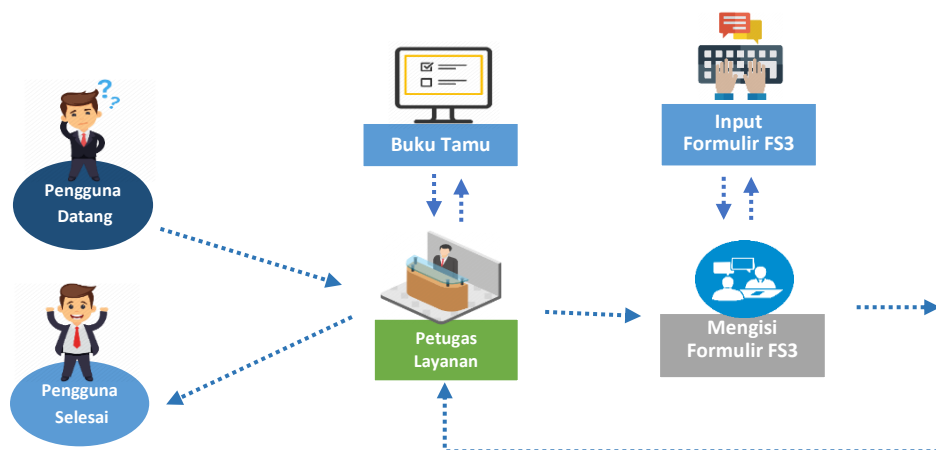 Pengguna
Datang
Buku Tamu
Input
Formulir FS3
Petugas
Layanan
Mengisi
Formulir FS3
Pengguna
Selesai